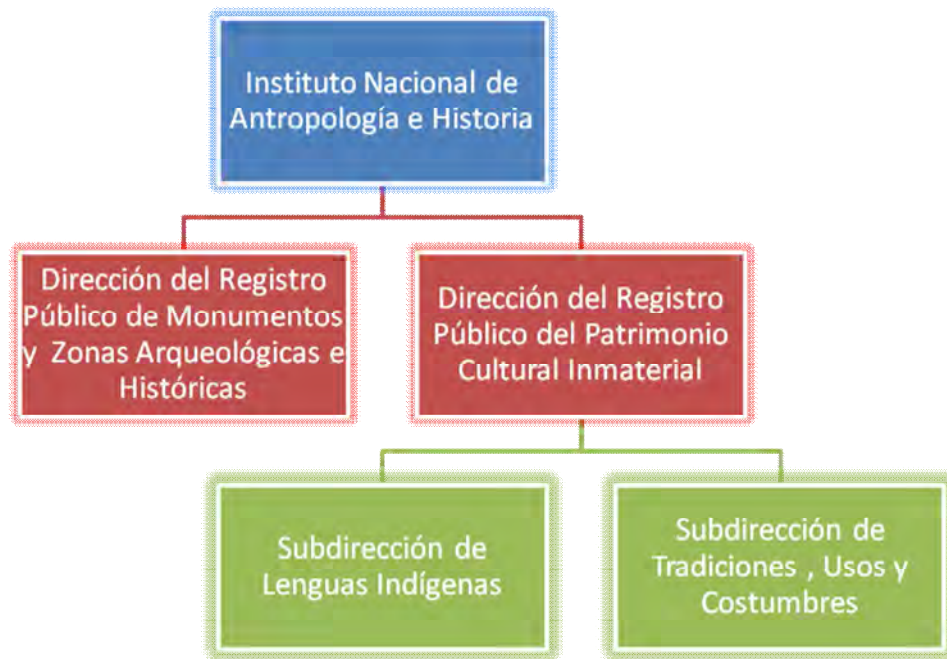 Instituto Nacional de
Antropología e Historia
Dirección del Registro
Público de Monumentos
y Zonas Arqueológicas e
Históricas
Dirección del Registro
Público del Patrimonio
Cultural Inmaterial
Subdirección de
Lenguas Indígenas
Subdirección de
Tradiciones , Usos y
Costumbres